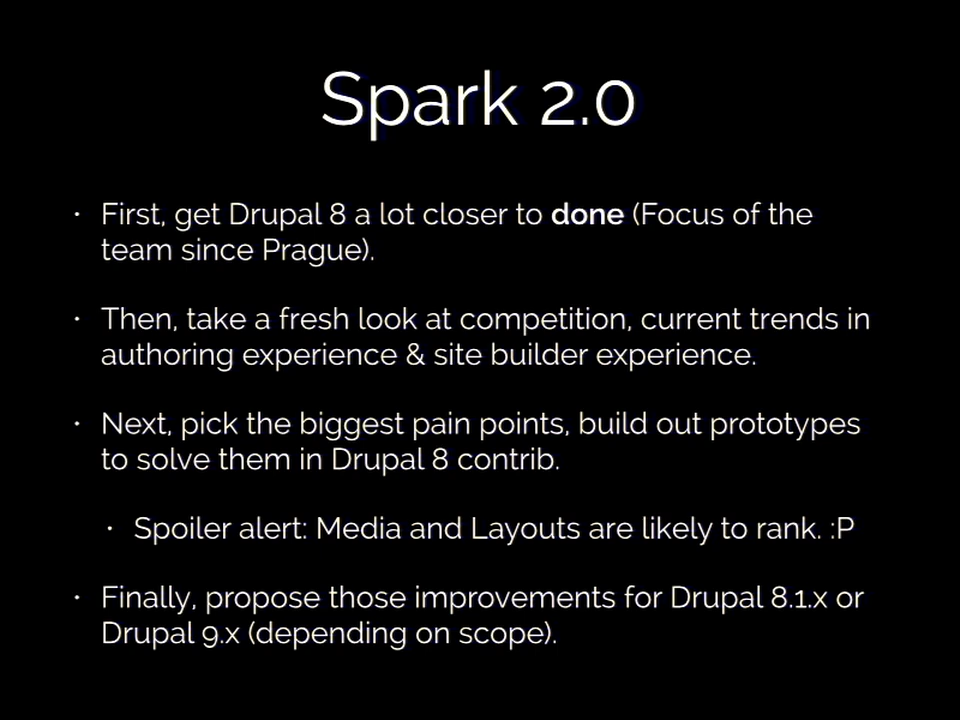 Spark 2.0
• First, get Drupal 8 a lot closer to done (Focus of the
team since Prague).
• Then, take a fresh look at competition, current trends in
authoring experience & site builder experience.
• Next, pick the biggest pain points, build out prototypes
to solve them in Drupal 8 contrib.
• Spoiler alert: Media and Layouts are likely to rank. :P
• Finally, propose those improvements for Drupal 8.1.x or
Drupal 9.x (depending on scope).